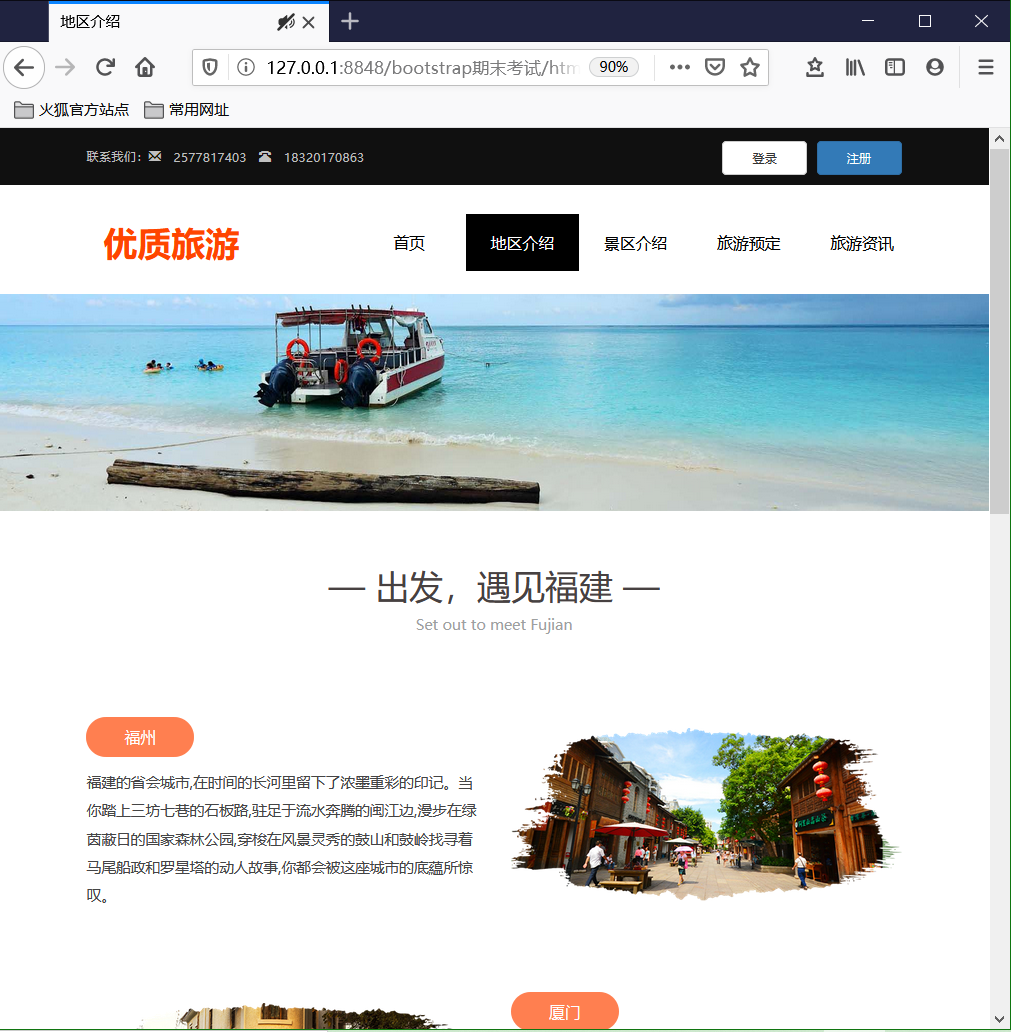 地区介绍
127.0.0.1:8848/bootstrap期末考试/htm
90%
火狐官方站点 常用网址
联系我们: 2577817403 18320170863
登录 注册
优质旅游
首页 地区介绍 景区介绍 旅游预定 旅游资讯
— 出发，遇见福建 —
Set out to meet Fujian
福州
福建的省会城市,在时间的长河里留下了浓墨重彩的印记。当
你踏上三坊七巷的石板路,驻足于流水奔腾的闽江边,漫步在绿
茵蔽日的国家森林公园,穿梭在风景灵秀的鼓山和鼓岭找寻着
马尾船政和罗星塔的动人故事,你都会被这座城市的底蕴所惊
叹。
厦门